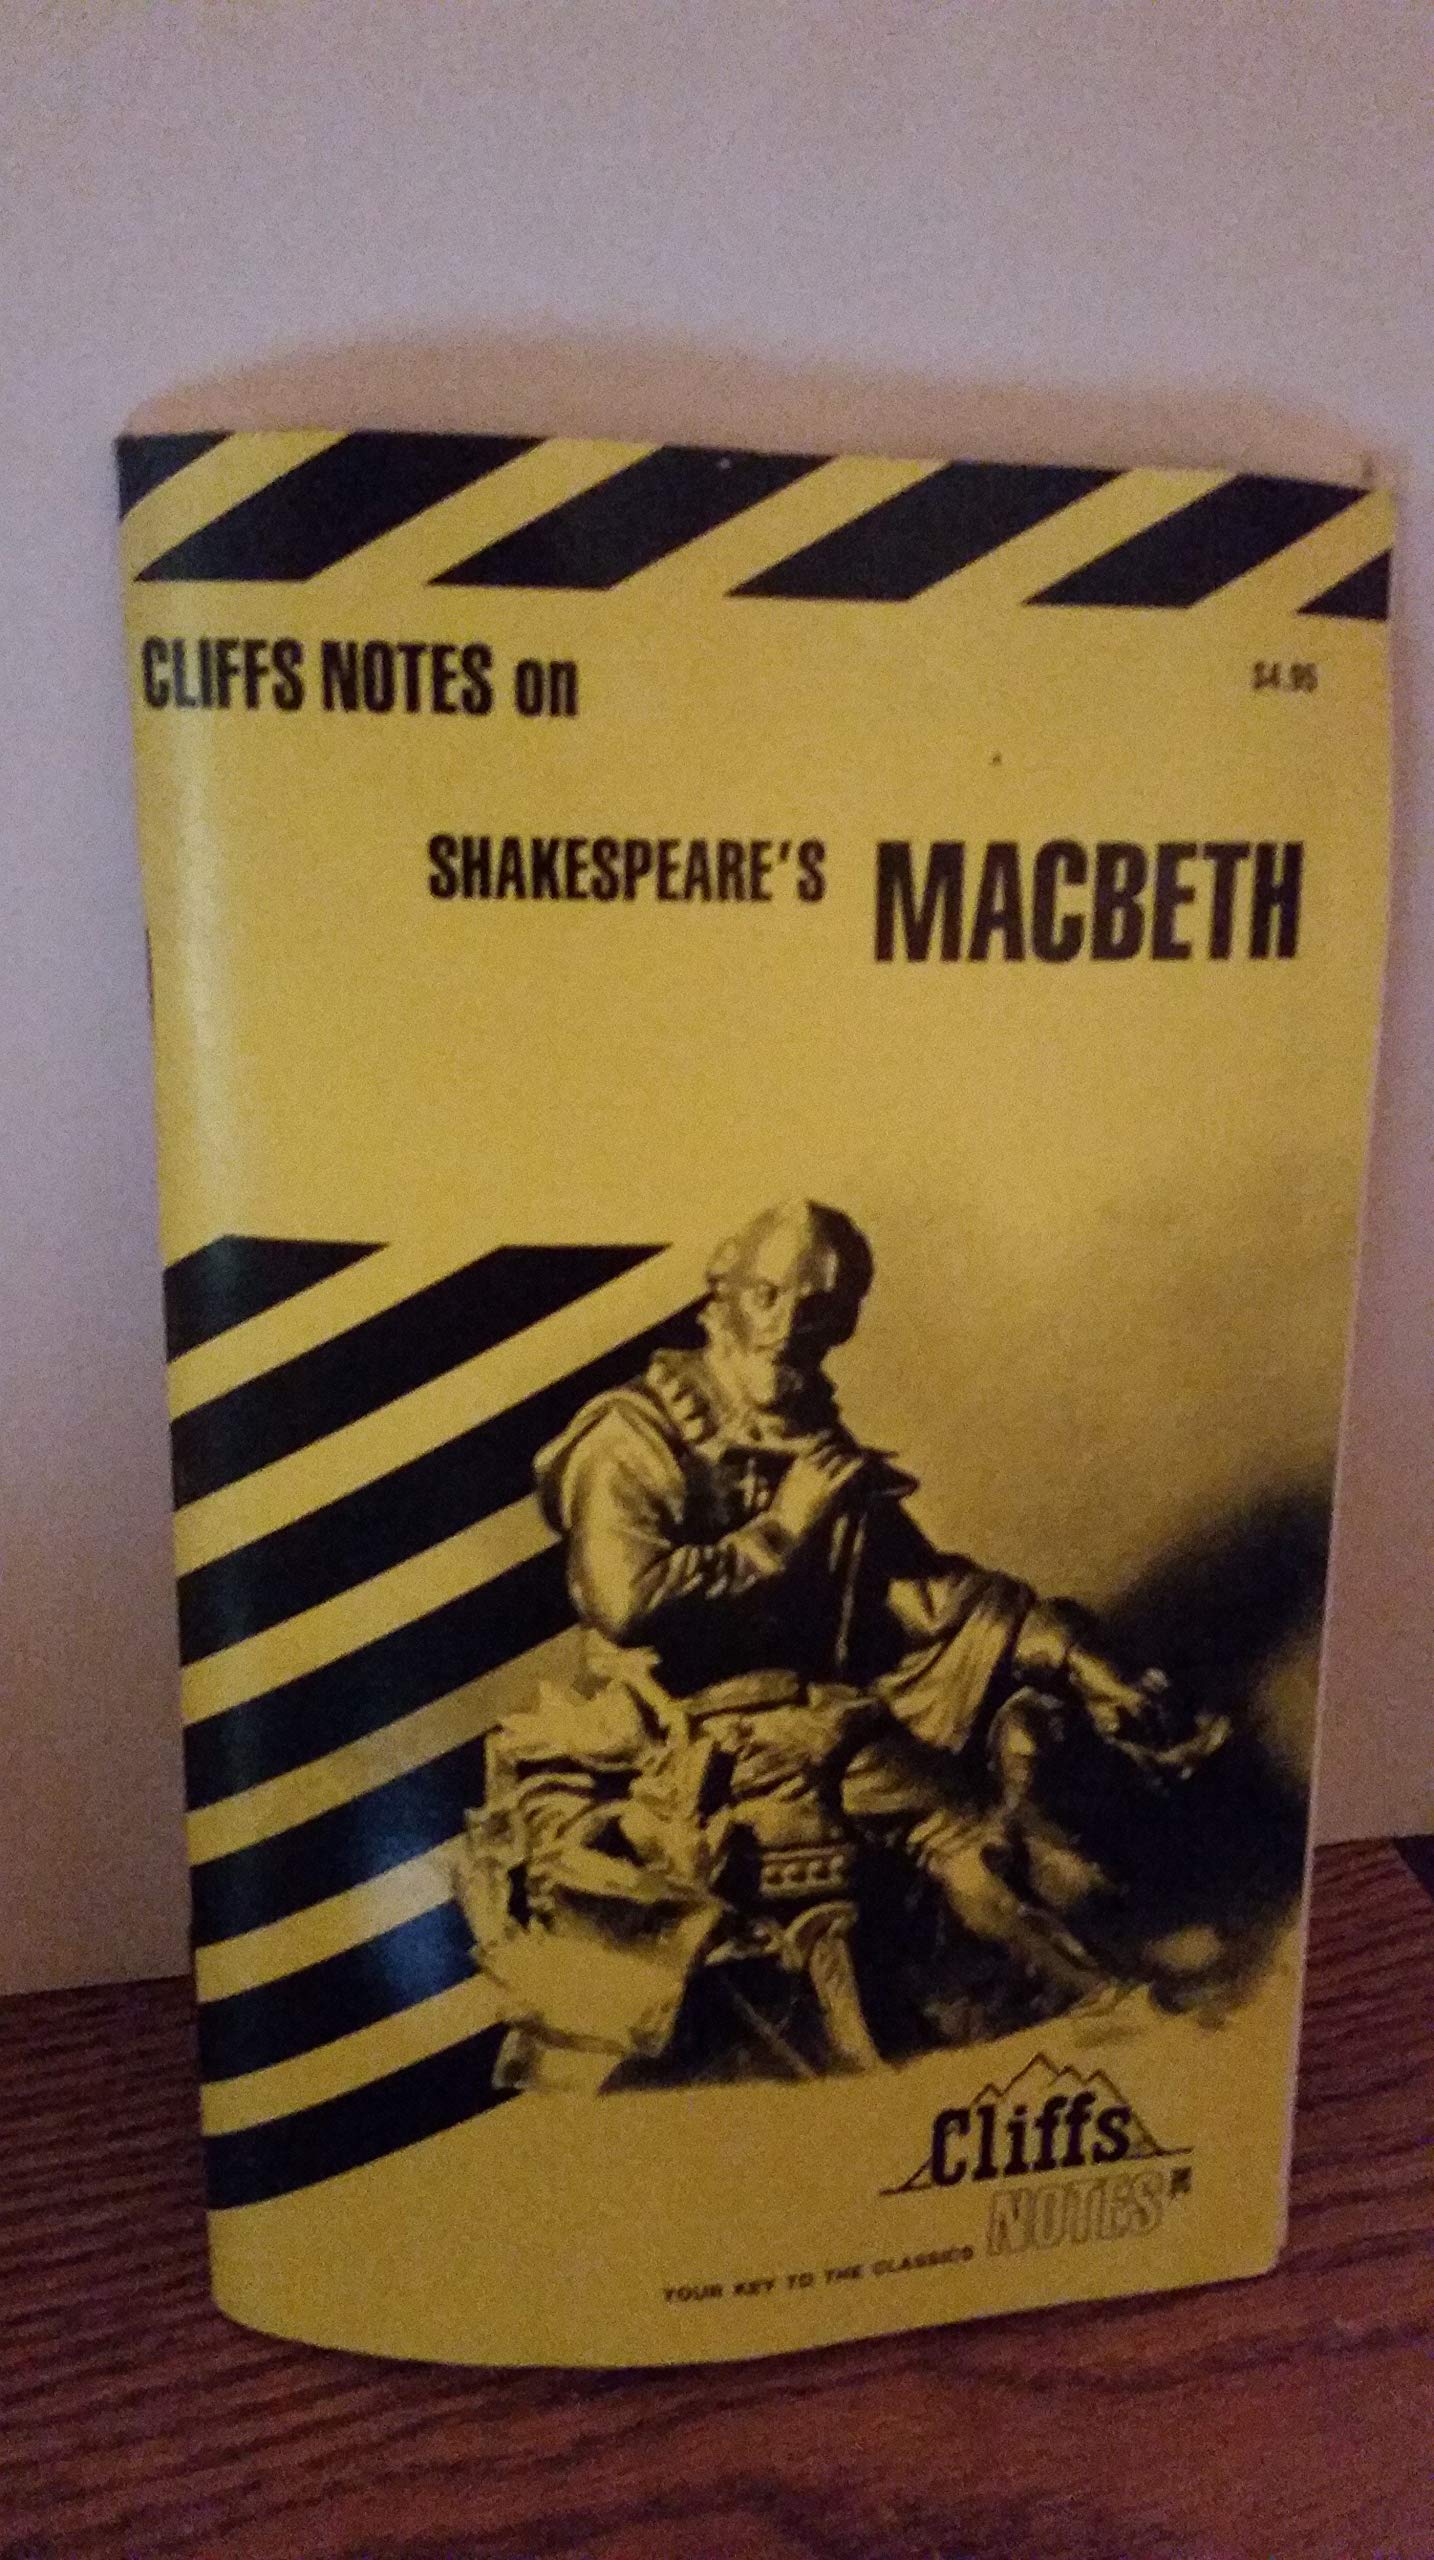 CLIFFS NOTES on
$4.95
SHAKESPEARE'S MACBETH
Cliffs
NOTES
YOUR KEY TO THE CLASSICS